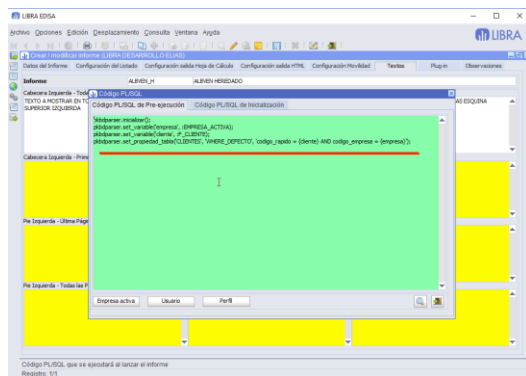 LIBRA EDISA
Archivo Opciones Edición Desplazamiento Consulta Ventana Ayuda
LIBRA
Crear / modificar informe (LIBRA DESARROLLO ELIAS)
Datos del Informe Configuración del Listado Configuración salida Hoja de Cálculo Configuración salida HTML Configuración Movilidad Textos Plug-in Observaciones
Informe ALBVEN_H ALBVEN HEREDADO
Cabecera Izquierda - Toda
TEXTO A MOSTRAR EN TO
SUPERIOR IZQUIERDA
AS ESQUINA
Código PL/SQL
Código PL/SQL de Pre-ejecución Código PL/SQL de Inicialización
pkbdparser.inicializar();
pkbdparser.set_variable('empresa', :EMPRESA_ACTIVA);
pkbdparser.set_variable('cliente', :P_CLIENTE);
pkbdparser.set_propiedad_tabla('CLIENTES', 'WHERE_DEFECTO', 'codigo_rapido = {cliente} AND codigo_empresa = {empresa}');
Cabecera Izquierda - Prime
Pie Izquierda - Última Págin
Pie Izquierda - Todas las P
Empresa activa Usuario Perfil
Código PL/SQL que se ejecutará al lanzar el informe
Registro: 1/1